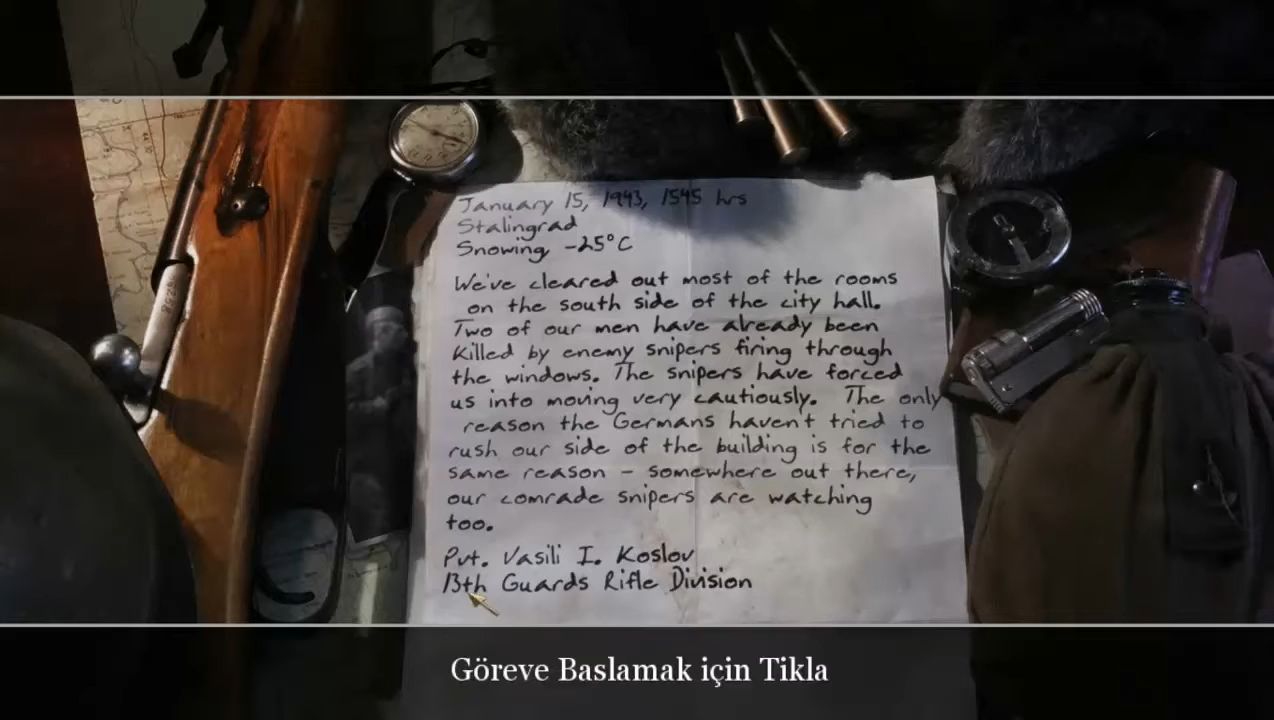 January 15, 1943, 1545 hrs
Stalingrad
Snowing -25°C
We've cleared out most of the rooms
on the south side of the city hall.
Two of our men have already been
killed by enemy snipers firing through
the windows. The snipers have forced
us into moving very cautiously. The only
reason the Germans haven't tried to
rush our side of the building is for the
same reason - somewhere out there,
our comrade snipers are watching
too.
Pvt. Vasili I. Koslov
13th Guards Rifle Division
Göreve Baslamak için Tikla